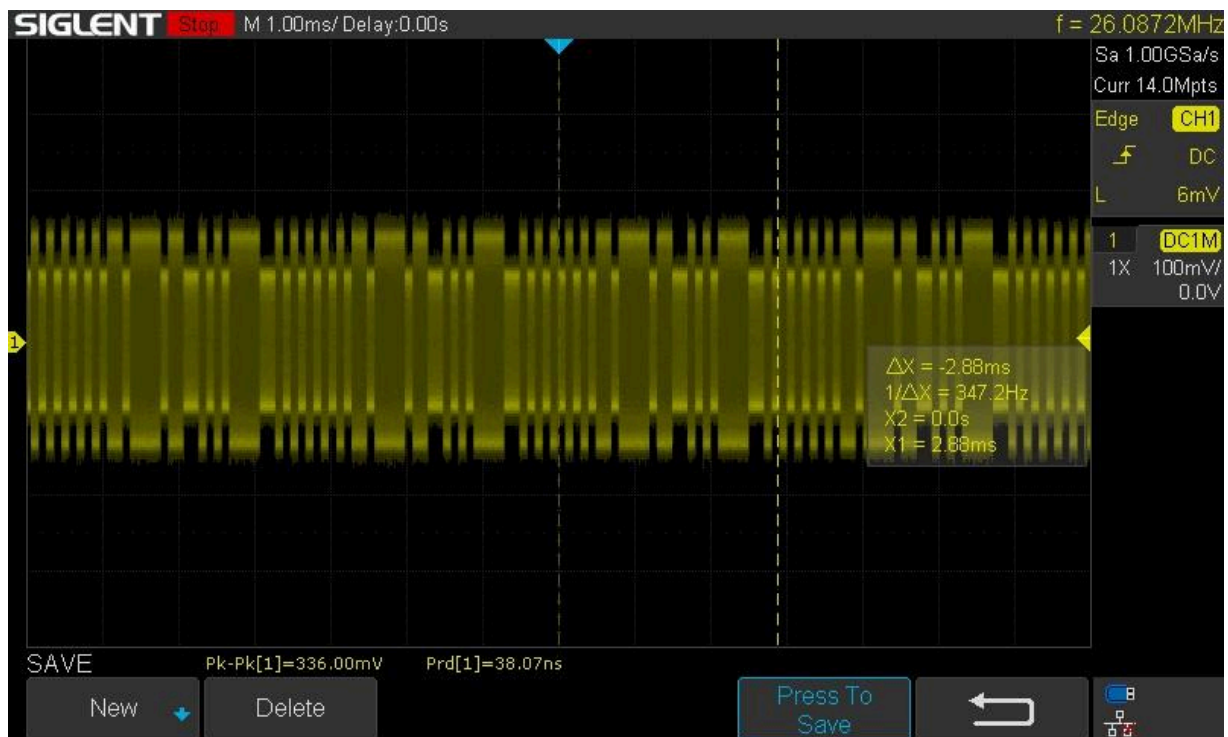 SIGLENT Stop M 1.00ms/ Delay:0.00s f = 26.0872MHz
Sa 1.00GSa/s
Curr 14.0Mpts
Edge CH1
DC
L 6mV
1 DC1M
1X 100mV/
0.0V
1
ΔX = -2.88ms
1/ΔX = 347.2Hz
X2 = 0.0s
X1 = 2.88ms
SAVE Pk-Pk[1]=336.00mV Prd[1]=38.07ns
New Delete Press To
Save